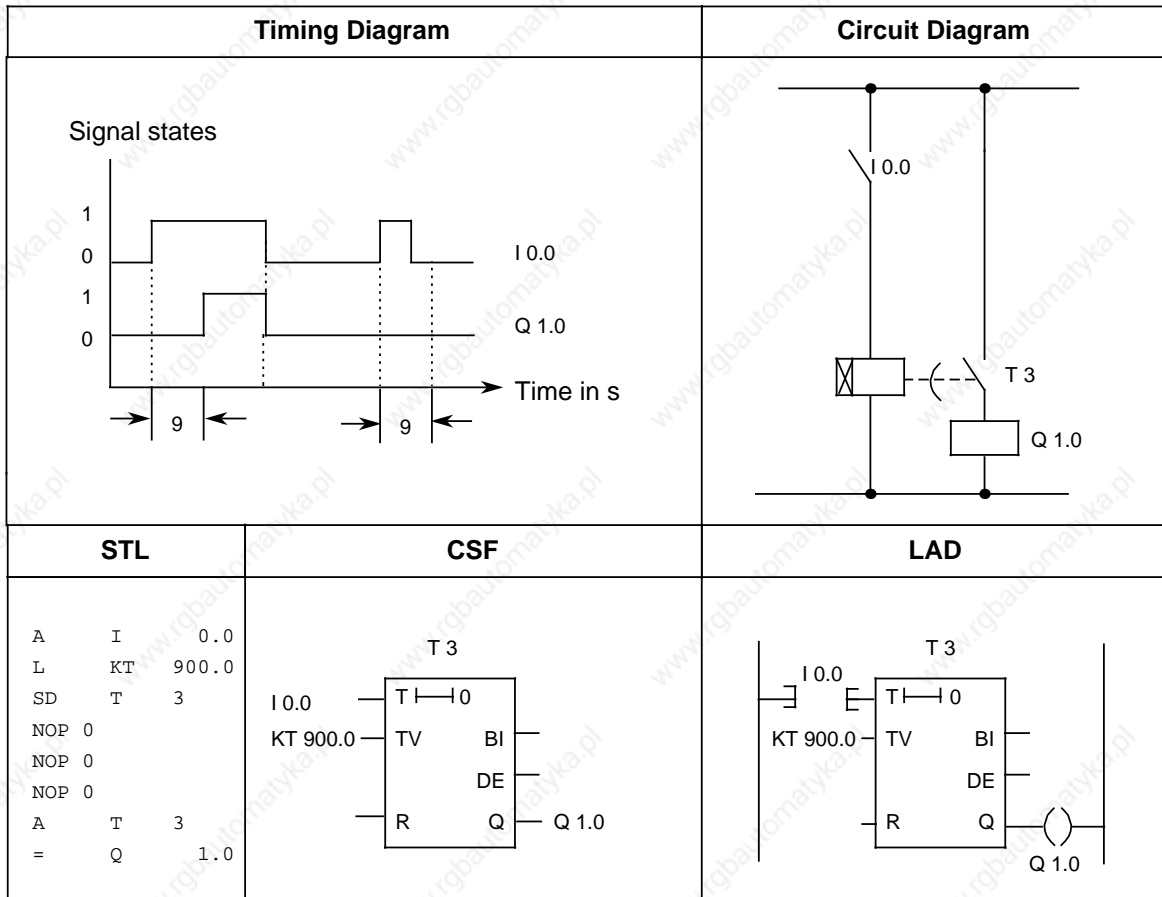 Timing Diagram
Circuit Diagram
Signal states
1
0
I 0.0
1
0
Q 1.0
Time in s
9
9
I 0.0
T 3
Q 1.0
STL
CSF
LAD
A I 0.0
L KT 900.0
SD T 3
NOP 0
NOP 0
NOP 0
A T 3
= Q 1.0
T 3
I 0.0
T 0
KT 900.0
TV BI
DE
R Q
Q 1.0
T 3
I 0.0
T 0
KT 900.0
TV BI
DE
R Q
Q 1.0
www.rgbautomatyka.pl